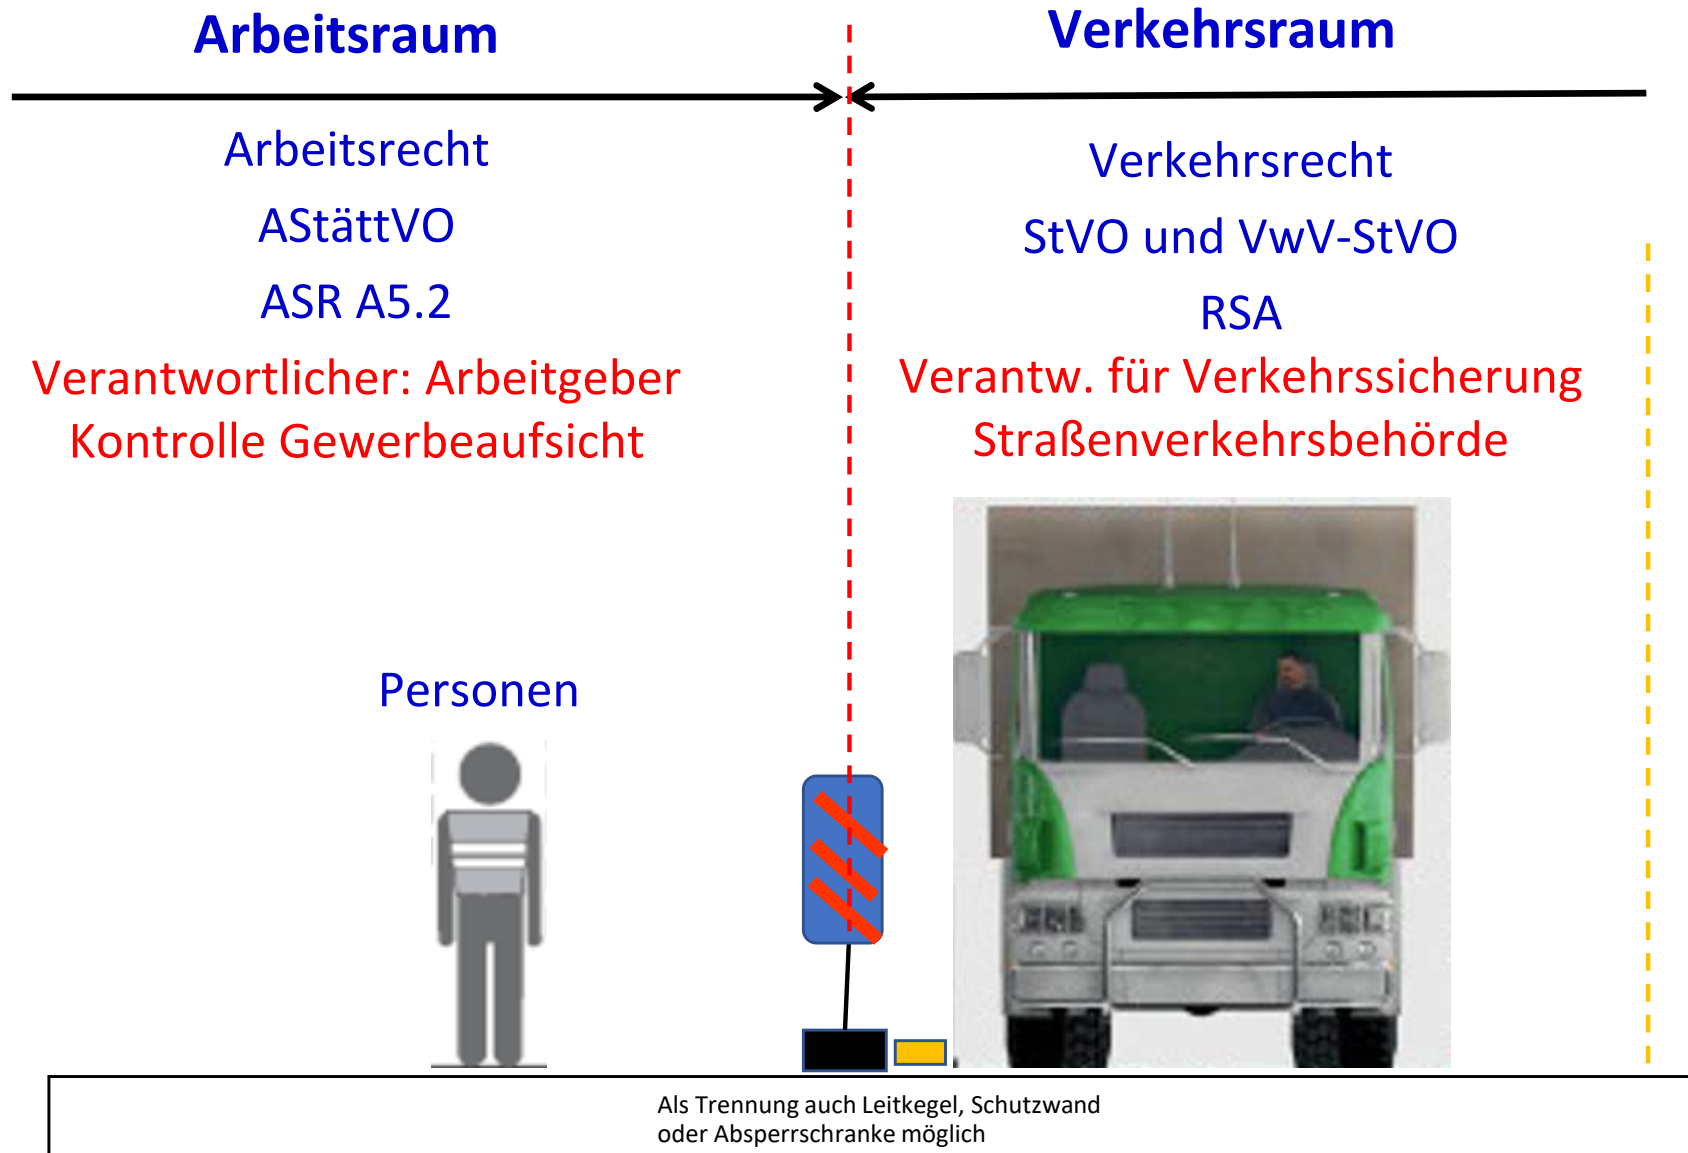 Arbeitsraum
Arbeitsrecht
AStättVO
ASR A5.2
Verantwortlicher: Arbeitgeber
Kontrolle Gewerbeaufsicht
Personen
Verkehrsraum
Verkehrsrecht
StVO und VwV-StVO
RSA
Verantw. für Verkehrssicherung
Straßenverkehrsbehörde
Als Trennung auch Leitkegel, Schutzwand
oder Absperrschranke möglich